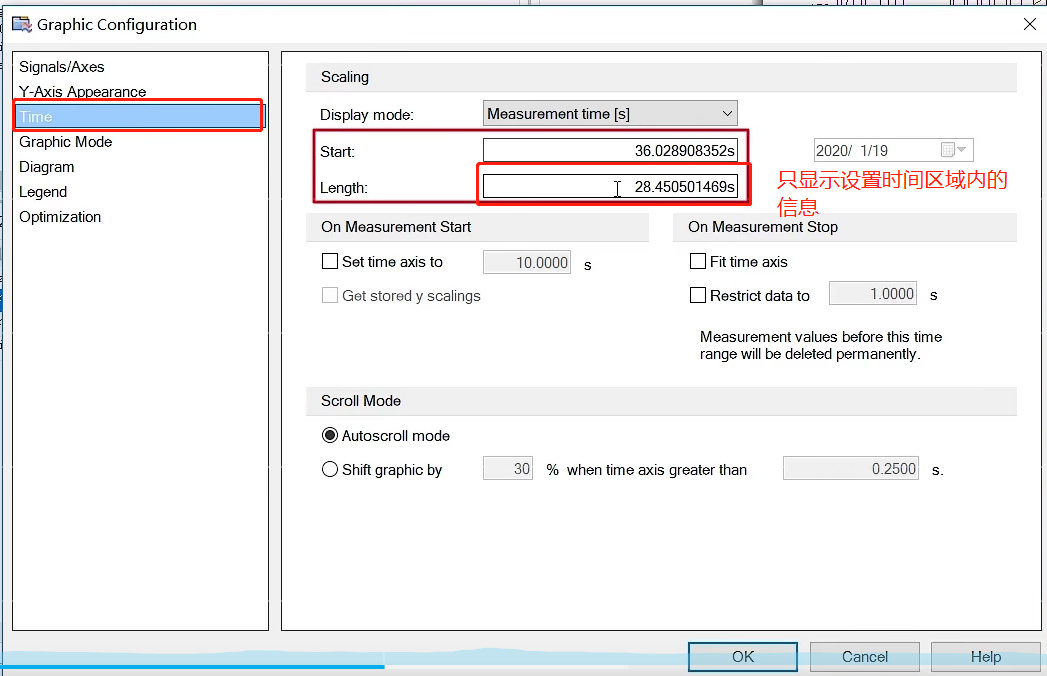 Graphic Configuration
Signals/Axes
Y-Axis Appearance
Time
Graphic Mode
Diagram
Legend
Optimization
Scaling
Display mode: Measurement time [s]
Start: 36.028908352s 2020/ 1/19
Length: 28.450501469s
只显示设置时间区域内的
信息
On Measurement Start
Set time axis to 10.0000 s
Get stored y scalings
On Measurement Stop
Fit time axis
Restrict data to 1.0000 s
Measurement values before this time
range will be deleted permanently.
Scroll Mode
Autoscroll mode
Shift graphic by 30 % when time axis greater than 0.2500 s.
OK Cancel Help